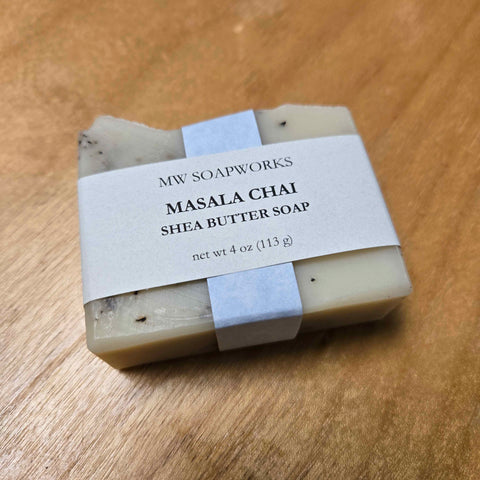 MW SOAPWORKS
MASALA CHAI
SHEA BUTTER SOAP
net wt 4 oz (113 g)